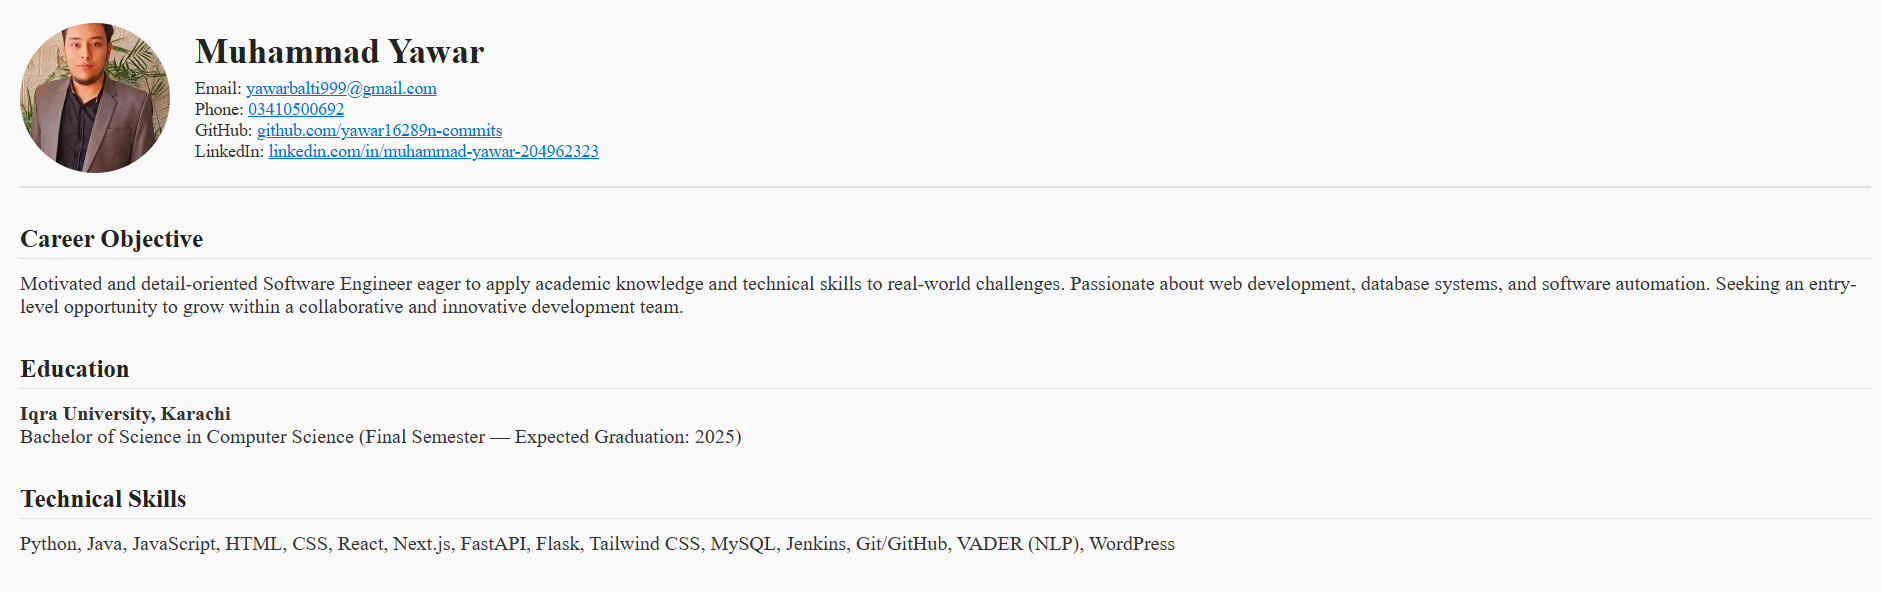 Muhammad Yawar
Email: yawarbalti999@gmail.com
Phone: 03410500692
GitHub: github.com/yawar16289n-commits
LinkedIn: linkedin.com/in/muhammad-yawar-204962323
Career Objective
Motivated and detail-oriented Software Engineer eager to apply academic knowledge and technical skills to real-world challenges. Passionate about web development, database systems, and software automation. Seeking an entry-
level opportunity to grow within a collaborative and innovative development team.
Education
Iqra University, Karachi
Bachelor of Science in Computer Science (Final Semester — Expected Graduation: 2025)
Technical Skills
Python, Java, JavaScript, HTML, CSS, React, Next.js, FastAPI, Flask, Tailwind CSS, MySQL, Jenkins, Git/GitHub, VADER (NLP), WordPress